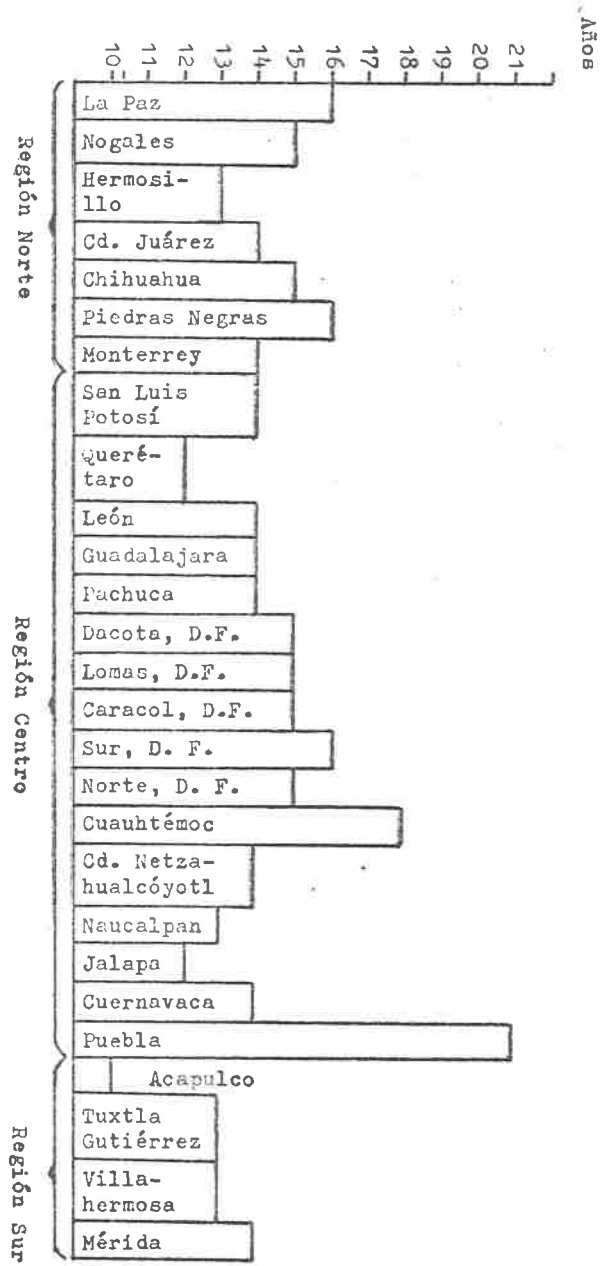 Años
10
11
12
13
14
15
16
17
18
19
20
21
La Paz
Nogales
Hermosi-
llo
Cd. Juárez
Chihuahua
Piedras Negras
Monterrey
San Luis
Potosí
Queré-
taro
León
Guadalajara
Pachuca
Dacota, D.F.
Lomas, D.F.
Caracol, D.F.
Sur, D. F.
Norte, D. F.
Cuauhtémoc
Cd. Netza-
hualcóyotl
Naucalpan
Jalapa
Cuernavaca
Puebla
Acapulco
Tuxtla
Gutiérrez
Villa-
hermosa
Mérida
Región Norte
Región Centro
Región Sur